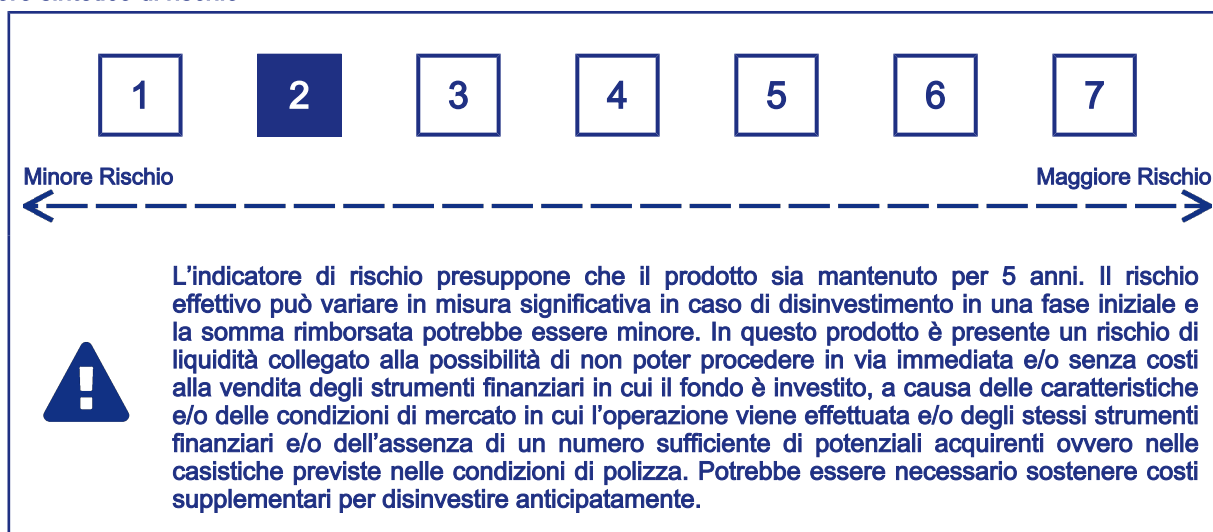 1 2 3 4 5 6 7
Minore Rischio Maggiore Rischio
L'indicatore di rischio presuppone che il prodotto sia mantenuto per 5 anni. Il rischio
effettivo può variare in misura significativa in caso di disinvestimento in una fase iniziale e
la somma rimborsata potrebbe essere minore. In questo prodotto è presente un rischio di
liquidità collegato alla possibilità di non poter procedere in via immediata e/o senza costi
alla vendita degli strumenti finanziari in cui il fondo è investito, a causa delle caratteristiche
e/o delle condizioni di mercato in cui l'operazione viene effettuata e/o degli stessi strumenti
finanziari e/o dell'assenza di un numero sufficiente di potenziali acquirenti ovvero nelle
casistiche previste nelle condizioni di polizza. Potrebbe essere necessario sostenere costi
supplementari per disinvestire anticipatamente.